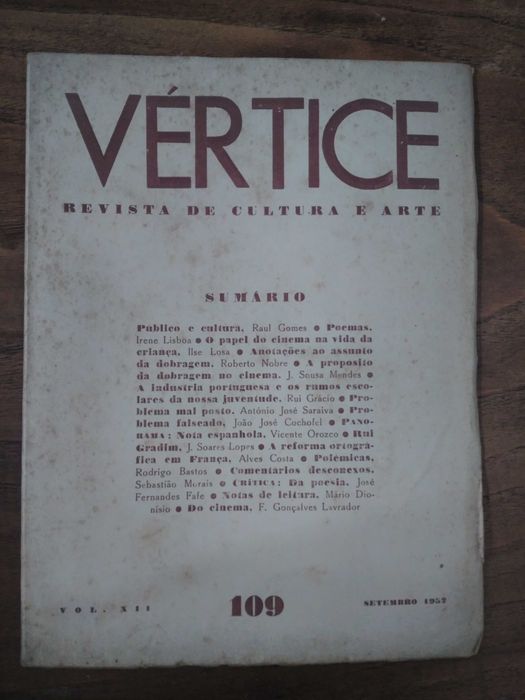 VÉRTICE
REVISTA DE CULTURA E ARTE
SUMÁRIO
Público e cultura, Raul Gomes ● Poemas,
Irene Lisboa ● O papel do cinema na vida da
criança, Ilse Losa ● Anotações ao assunto
da dobragem, Roberto Nobre ● A proposito
da dobragem no cinema, J. Sousa Mendes ●
A industria portuguesa e os rumos esco-
lares da nossa juventude, Rui Grácio ● Pro-
blema mal posto, António José Saraiva ● Pro-
blema falseado, João José Cochofel ● PANO-
RAMA: Nota espanhola, Vicente Orozco ● Rui
Gradim, J. Soares Lopes ● A reforma ortográ-
fica em França, Alves Costa ● Polémicas,
Rodrigo Bastos ● Comentários desconexos,
Sebastião Morais ● CRÍTICA: Da poesia, José
Fernandes Fafe ● Notas de leitura, Mário Dio-
nísio ● Do cinema, F. Gonçalves Lavrador
VOL. XII 109 SETEMBRO 1952